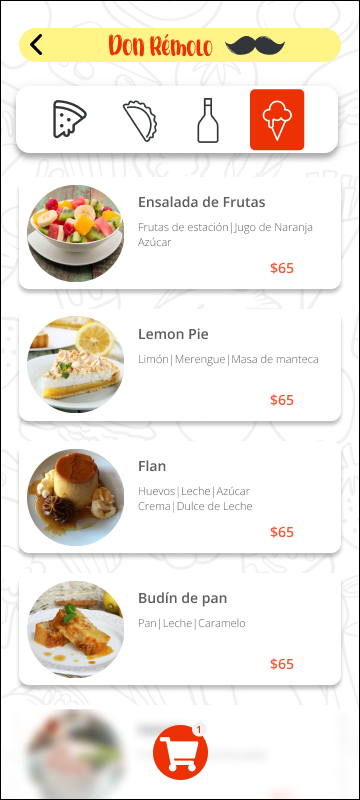 Don Rémolo
Ensalada de Frutas
Frutas de estación|Jugo de Naranja
Azúcar
$65
Lemon Pie
Limón|Merengue|Masa de manteca
$65
Flan
Huevos|Leche|Azúcar
Crema|Dulce de Leche
$65
Budín de pan
Pan|Leche|Caramelo
$65
1